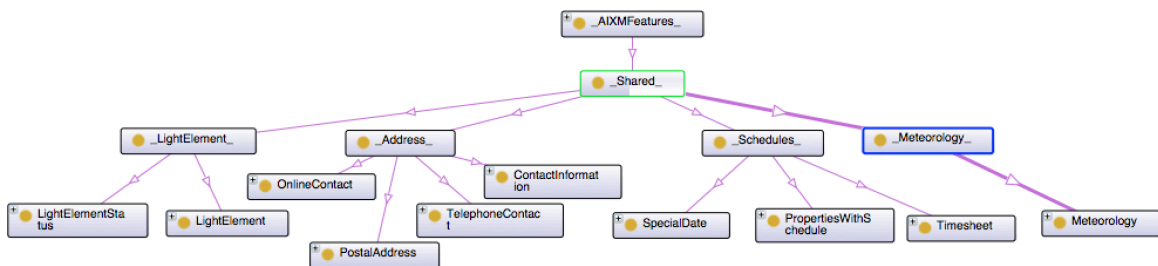 _AIXMFeatures_
_Shared_
_LightElement_
_Address_
_Schedules_
_Meteorology_
OnlineContact
ContactInformat
ion
LightElementSta
tus
LightElement
PostalAddress
TelephoneContac
t
SpecialDate
PropertiesWithS
chedule
Timesheet
Meteorology